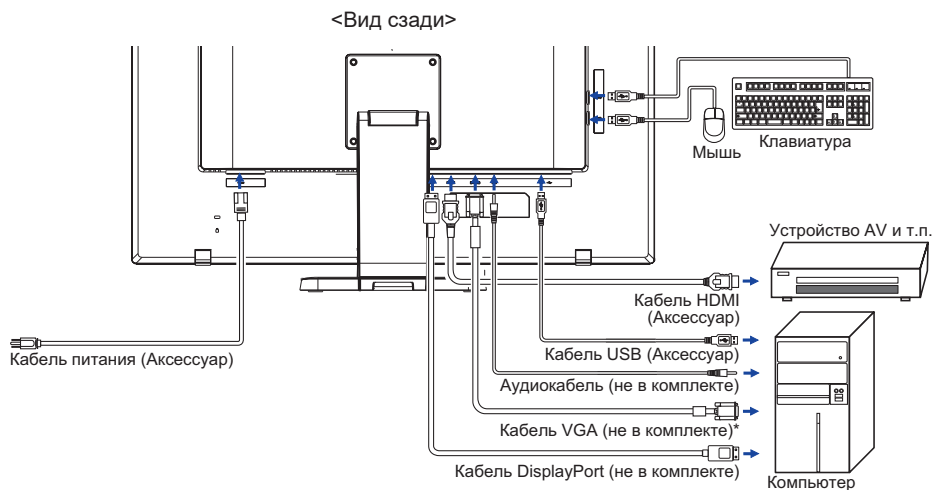 <Вид сзади>
Мышь
Клавиатура
Устройство AV и т.п.
Кабель HDMI
(Аксессуар)
Кабель питания (Аксессуар)
Кабель USB (Аксессуар)
Аудиокабель (не в комплекте)
Кабель VGA (не в комплекте)*
Кабель DisplayPort (не в комплекте)
Компьютер